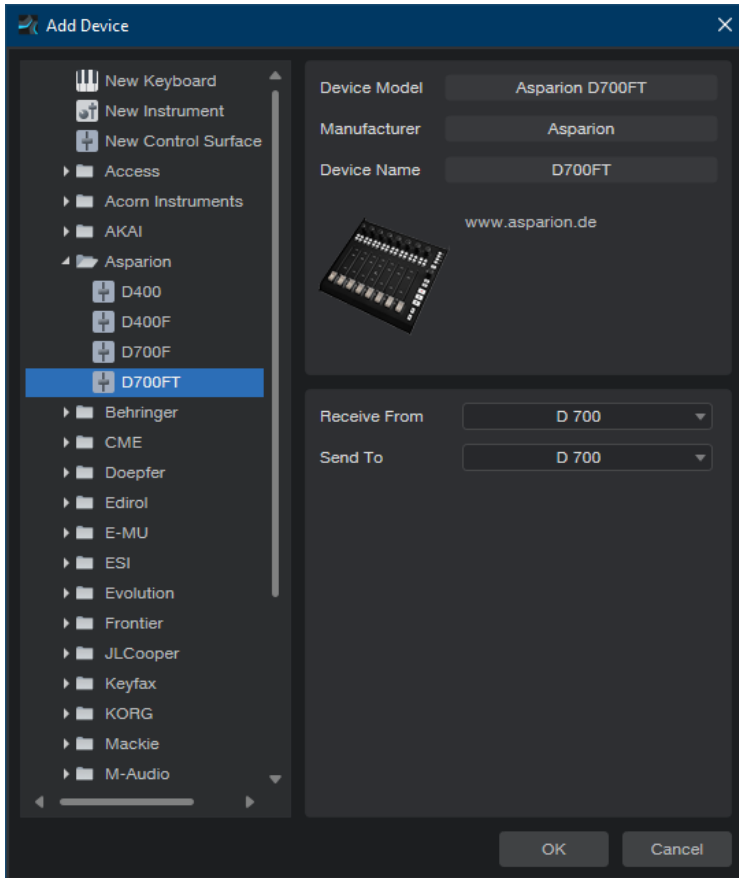 Add Device
New Keyboard
New Instrument
New Control Surface
Access
Acorn Instruments
AKAI
Asparion
D400
D400F
D700F
D700FT
Behringer
CME
Doepfer
Edirol
E-MU
ESI
Evolution
Frontier
JLCooper
Keyfax
KORG
Mackie
M-Audio
Device Model Asparion D700FT
Manufacturer Asparion
Device Name D700FT
www.asparion.de
Receive From D 700
Send To D 700
OK Cancel